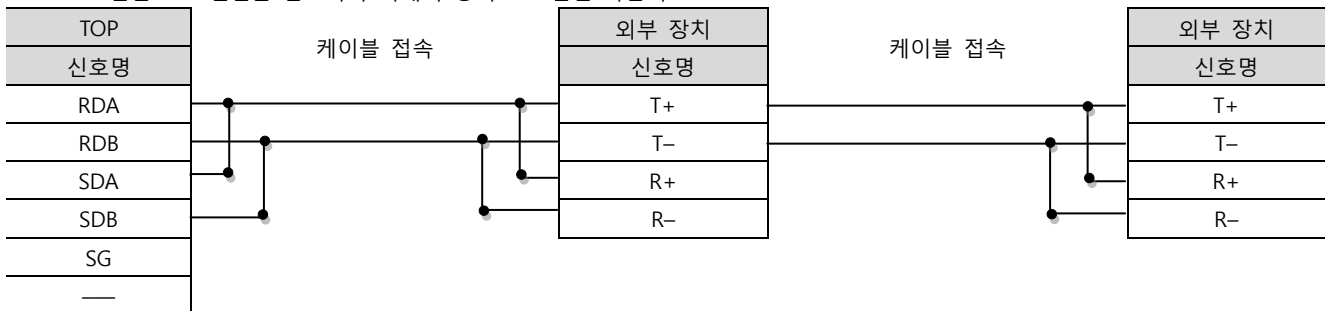 TOP
케이블 접속
외부 장치
케이블 접속
외부 장치
신호명
신호명
신호명
RDA
T+
T+
RDB
T–
T–
SDA
R+
R+
SDB
R–
R–
SG
–––